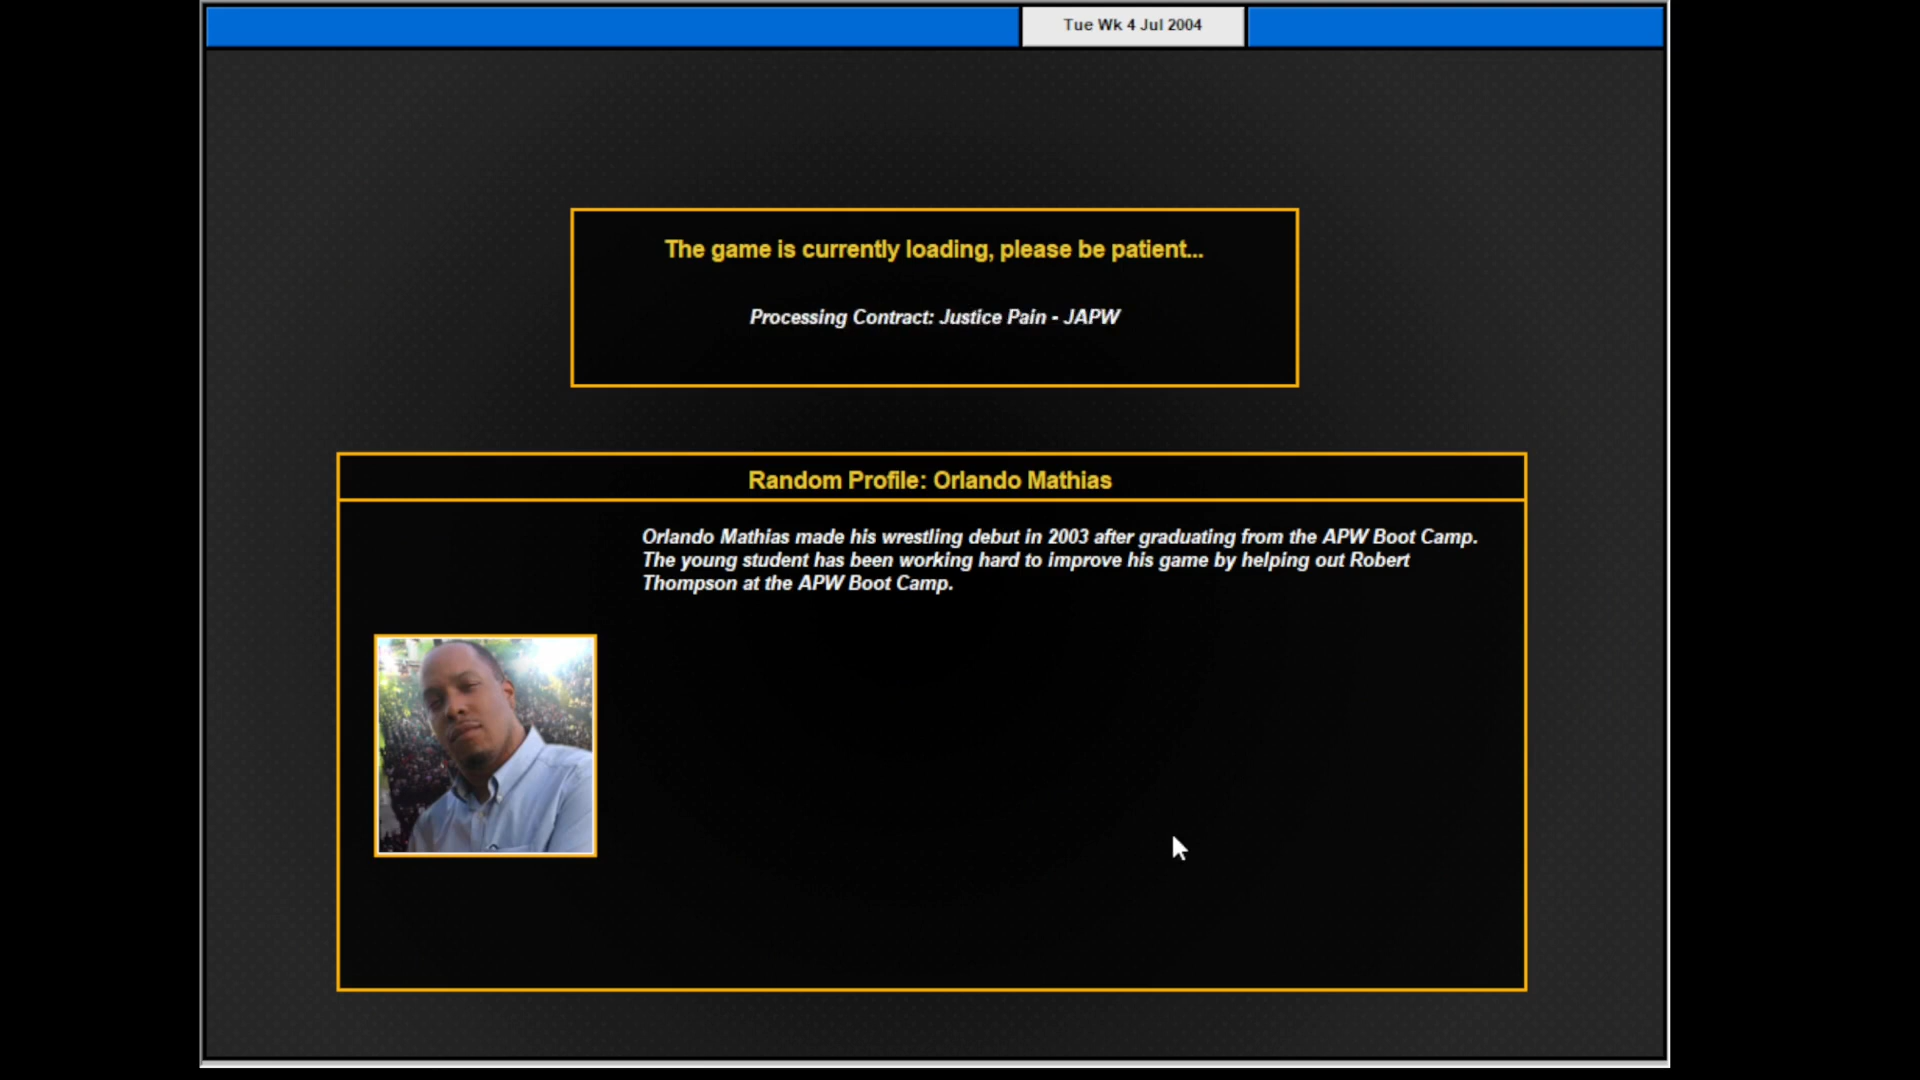 Tue Wk 4 Jul 2004
The game is currently loading, please be patient...
Processing Contract: Justice Pain - JAPW
Random Profile: Orlando Mathias
Orlando Mathias made his wrestling debut in 2003 after graduating from the APW Boot Camp.
The young student has been working hard to improve his game by helping out Robert
Thompson at the APW Boot Camp.